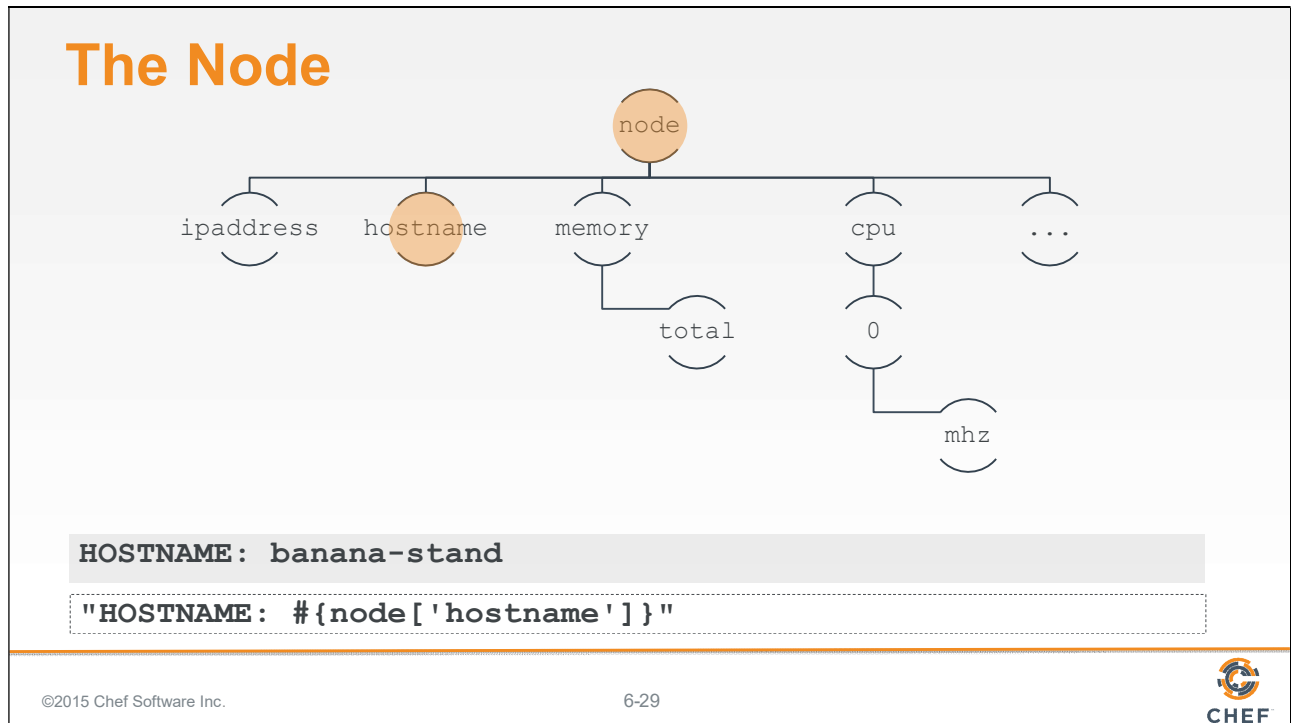 The Node
node
ipaddress hostname memory cpu ...
total 0
mhz
HOSTNAME: banana-stand
"HOSTNAME: #{node['hostname']}"
©2015 Chef Software Inc. 6-29
CHEF